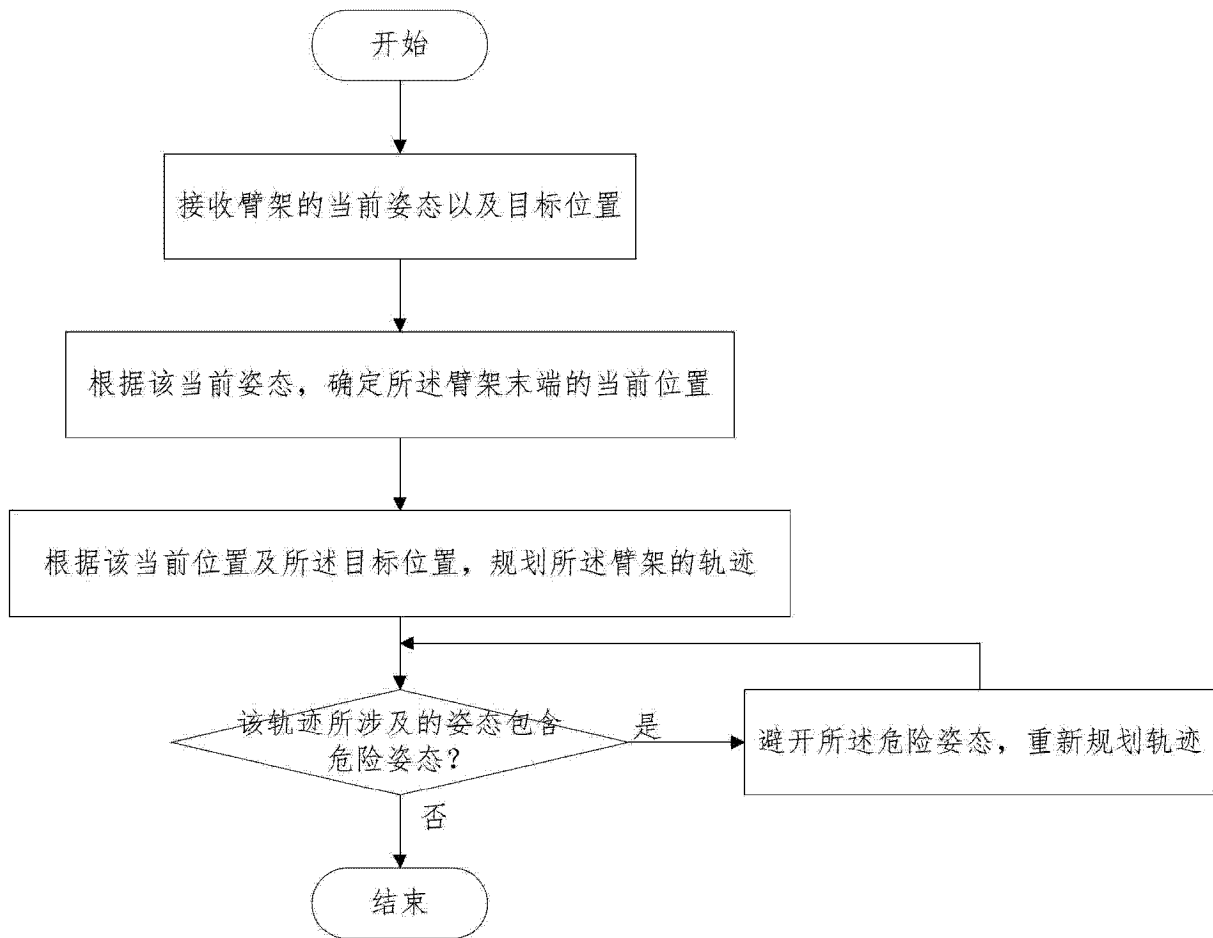 开始
接收臂架的当前姿态以及目标位置
根据该当前姿态，确定所述臂架末端的当前位置
根据该当前位置及所述目标位置，规划所述臂架的轨迹
该轨迹所涉及的姿态包含
危险姿态？
是
避开所述危险姿态，重新规划轨迹
否
结束